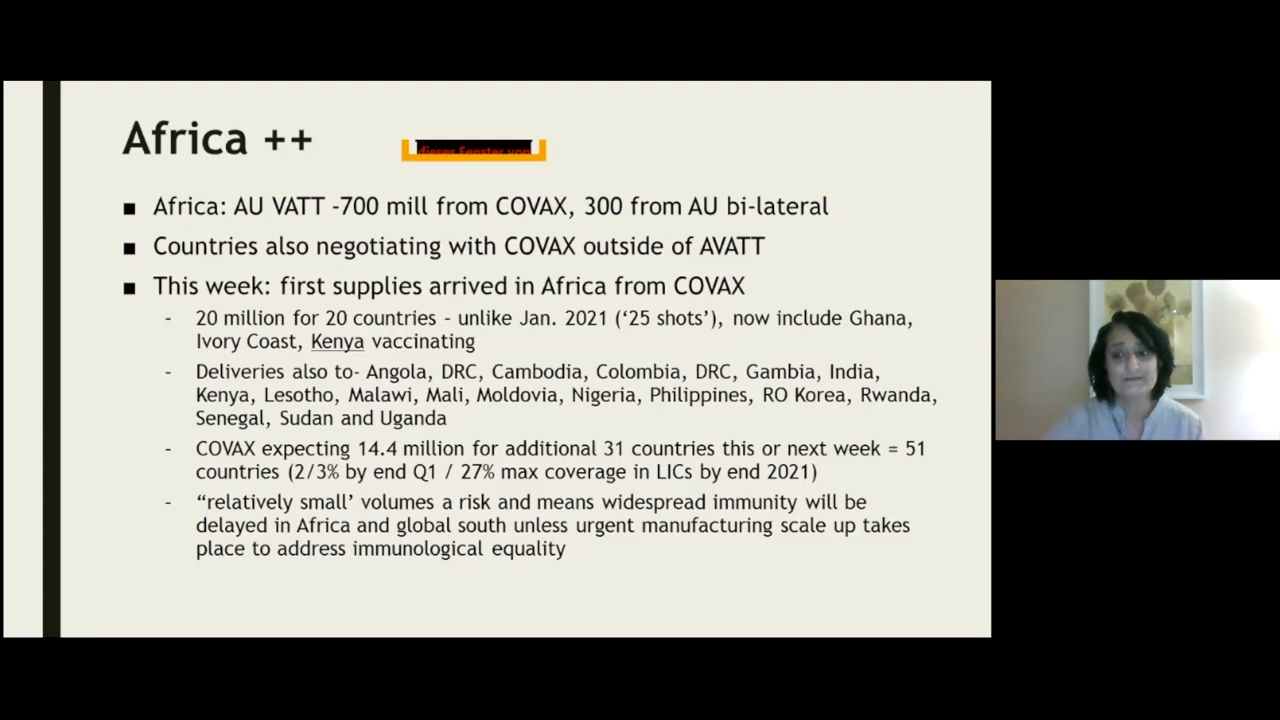 Africa ++
dieses Fenster von
▪ Africa: AU VATT -700 mill from COVAX, 300 from AU bi-lateral
▪ Countries also negotiating with COVAX outside of AVATT
▪ This week: first supplies arrived in Africa from COVAX
- 20 million for 20 countries – unlike Jan. 2021 (‘25 shots’), now include Ghana,
Ivory Coast, Kenya vaccinating
- Deliveries also to- Angola, DRC, Cambodia, Colombia, DRC, Gambia, India,
Kenya, Lesotho, Malawi, Mali, Moldovia, Nigeria, Philippines, RO Korea, Rwanda,
Senegal, Sudan and Uganda
- COVAX expecting 14.4 million for additional 31 countries this or next week = 51
countries (2/3% by end Q1 / 27% max coverage in LICs by end 2021)
- “relatively small’ volumes a risk and means widespread immunity will be
delayed in Africa and global south unless urgent manufacturing scale up takes
place to address immunological equality